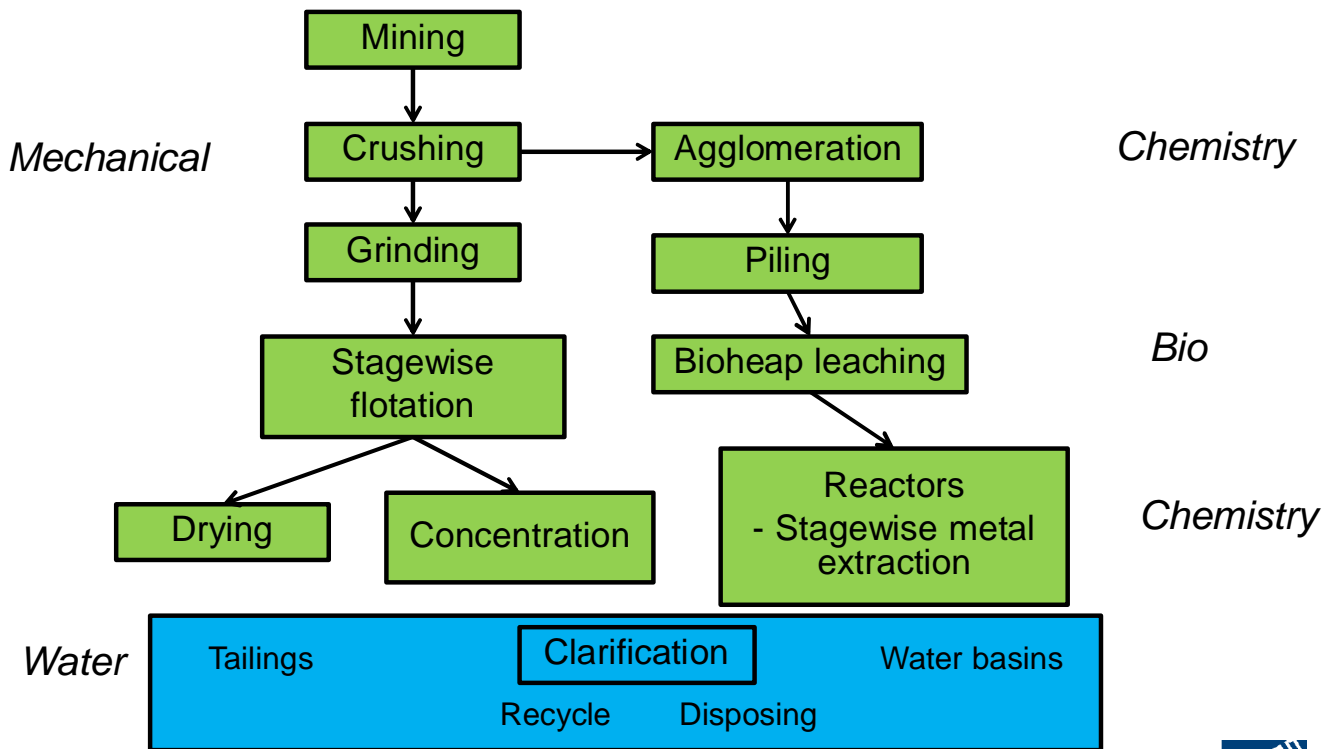 Mining
Mechanical
Crushing
Agglomeration
Chemistry
Grinding
Piling
Stagewise
flotation
Bioheap leaching
Bio
Drying
Concentration
Reactors
- Stagewise metal
extraction
Chemistry
Water
Tailings
Clarification
Water basins
Recycle
Disposing